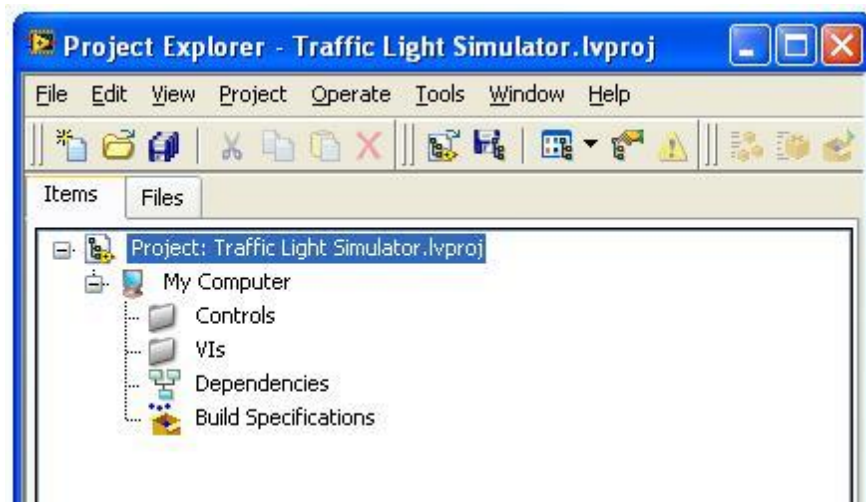 Project Explorer - Traffic Light Simulator.lvproj
File Edit View Project Operate Tools Window Help
Items Files
Project: Traffic Light Simulator.lvproj
My Computer
Controls
VIs
Dependencies
Build Specifications